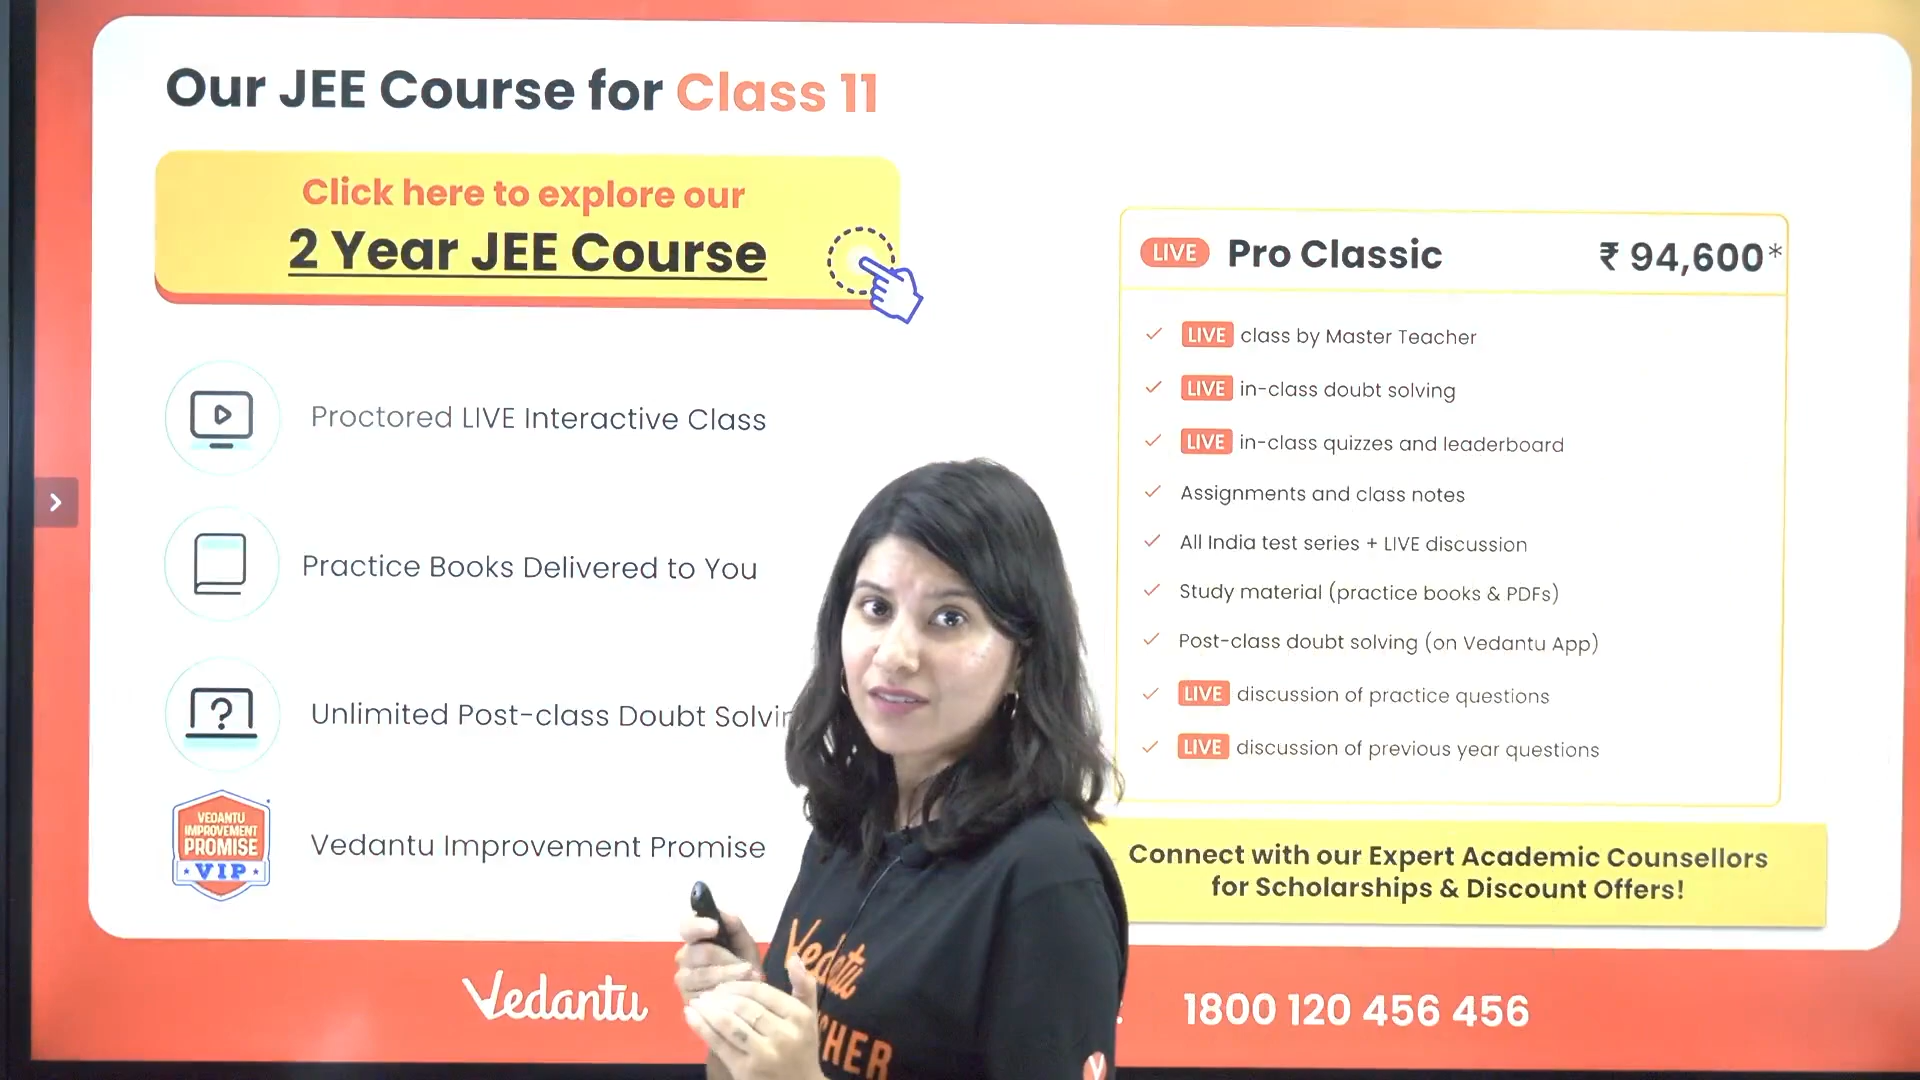 Our JEE Course for Class 11
Click here to explore our
2 Year JEE Course
Proctored LIVE Interactive Class
Practice Books Delivered to You
Unlimited Post-class Doubt
VEDANTU
IMPROVEMENT
PROMISE
VIP
Vedantu Improvement Promise
LIVE Pro Classic ₹ 94,600*
LIVE class by Master Teacher
LIVE in-class doubt solving
LIVE in-class quizzes and leaderboard
Assignments and class notes
All India test series + LIVE discussion
Study material (practice books & PDFs)
Post-class doubt solving (on Vedantu App)
LIVE discussion of practice questions
LIVE discussion of previous year questions
Connect with our Expert Academic Counsellors
for Scholarships & Discount Offers!
Vedantu
1800 120 456 456
Vedantu